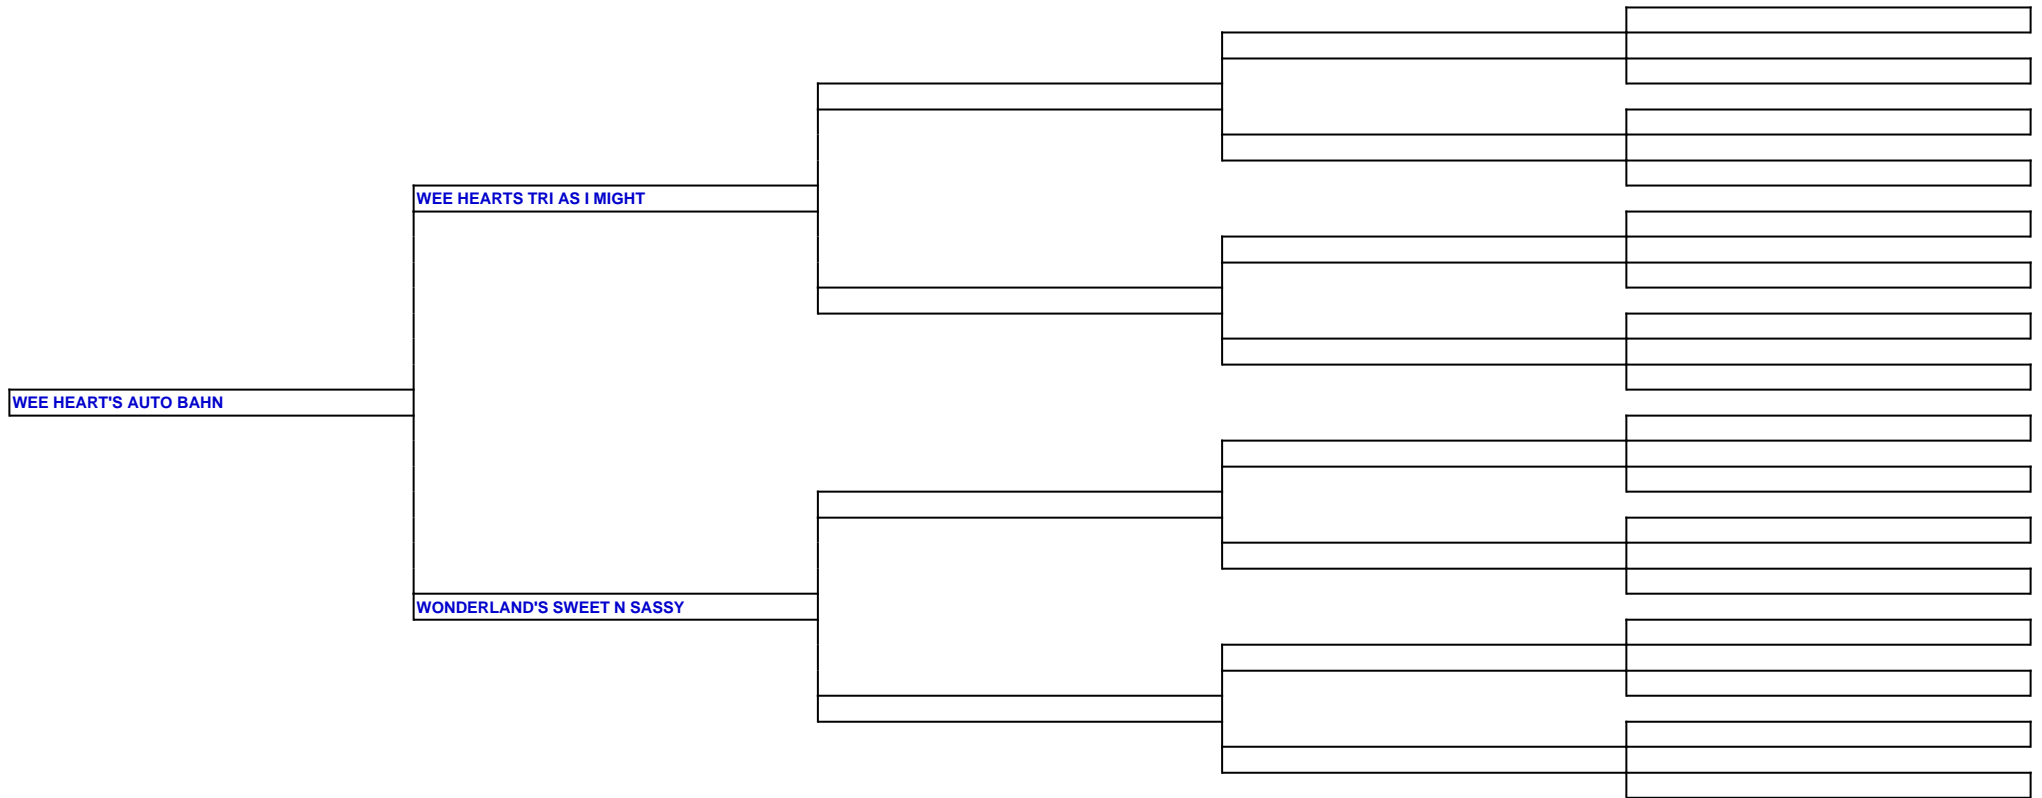 WEE HEARTS TRI AS I MIGHT
WEE HEART'S AUTO BAHN
WONDERLAND'S SWEET N SASSY